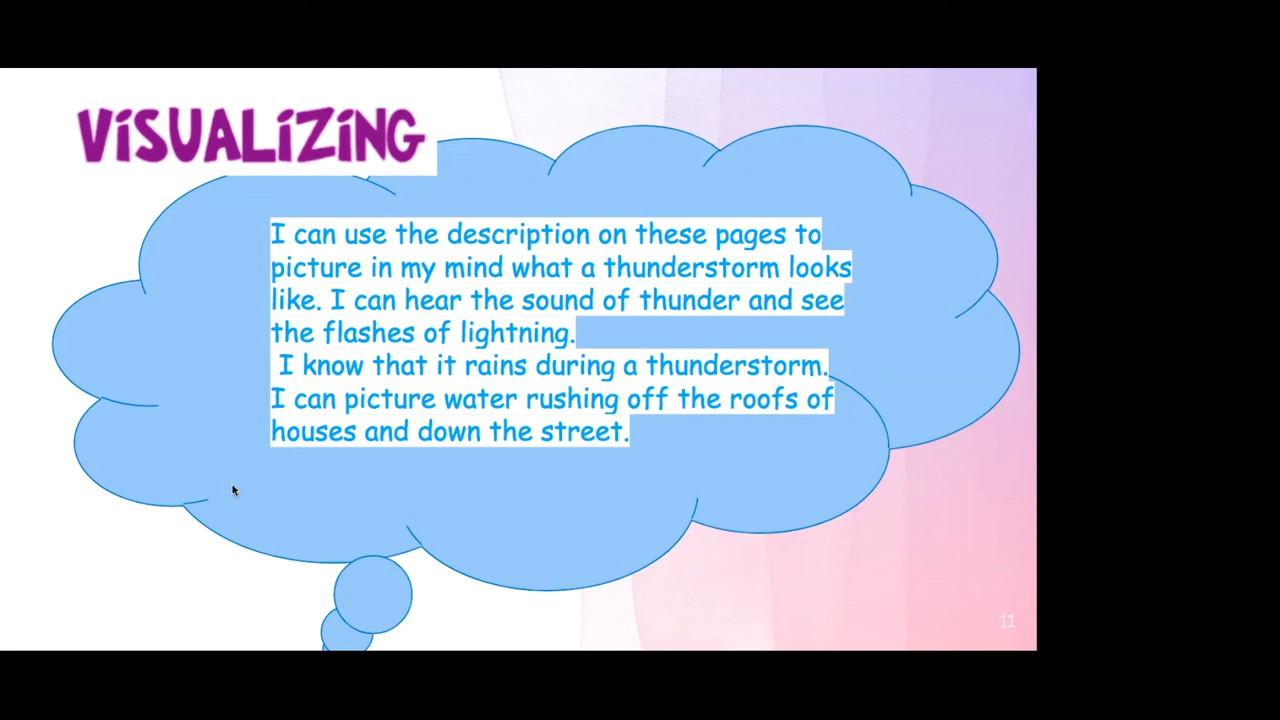 VISUALIZING
I can use the description on these pages to
picture in my mind what a thunderstorm looks
like. I can hear the sound of thunder and see
the flashes of lightning.
I know that it rains during a thunderstorm.
I can picture water rushing off the roofs of
houses and down the street.
11